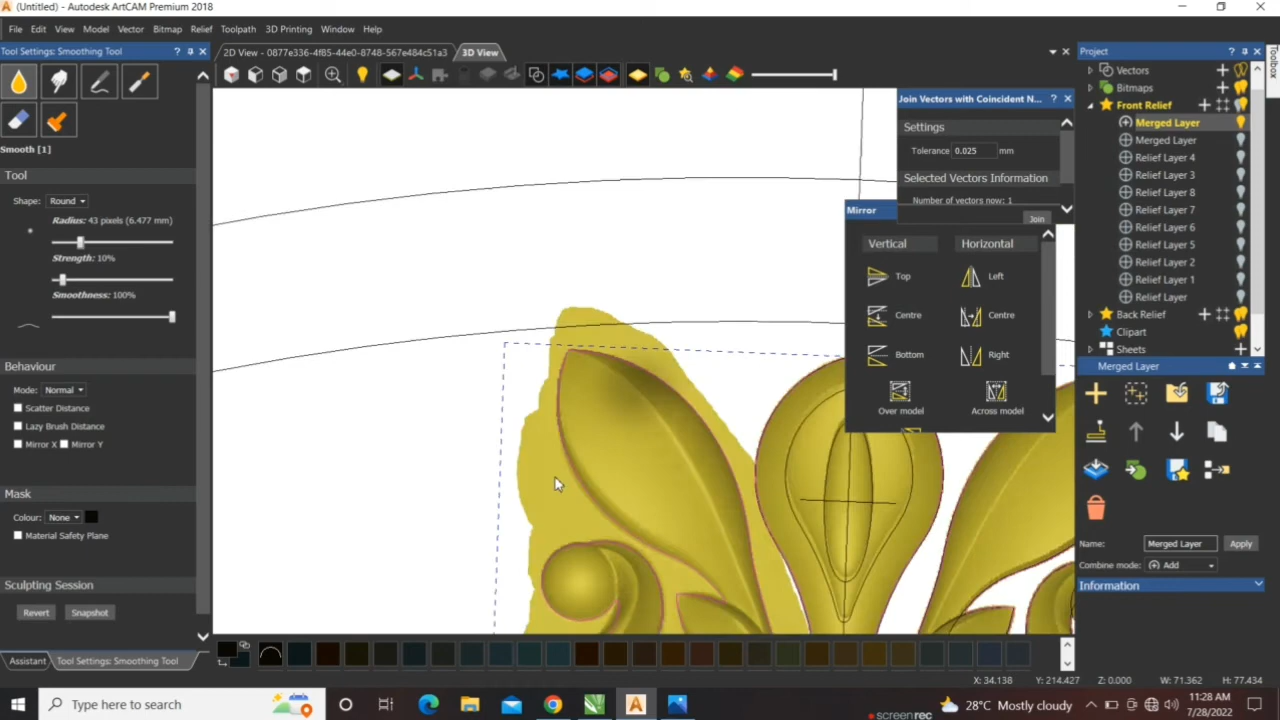 (Untitled) - Autodesk ArtCAM Premium 2018
File Edit View Model Vector Bitmap Relief Toolpath 3D Printing Window Help
Tool Settings: Smoothing Tool
2D View - 0877e336-4f85-44e0-8748-567e484c51a3
3D View
Smooth [1]
Tool
Shape: Round
Radius: 43 pixels (6.477 mm)
Strength: 10%
Smoothness: 100%
Behaviour
Mode: Normal
Scatter Distance
Lazy Brush Distance
Mirror X Mirror Y
Mask
Colour: None
Material Safety Plane
Sculpting Session
Revert Snapshot
Assistant Tool Settings: Smoothing Tool
Join Vectors with Coincident N...
Settings
Tolerance 0.025 mm
Selected Vectors Information
Number of vectors now: 1
Join
Mirror
Vertical Horizontal
Top Left
Centre Centre
Bottom Right
Over model Across model
Project
Toolbox
Vectors
Bitmaps
Front Relief
Merged Layer
Merged Layer
Relief Layer 4
Relief Layer 3
Relief Layer 8
Relief Layer 7
Relief Layer 6
Relief Layer 5
Relief Layer 2
Relief Layer 1
Relief Layer
Back Relief
Clipart
Sheets
Merged Layer
Name: Merged Layer Apply
Combine mode: Add
Information
X: 34.138 Y: 214.427 Z: 0.000 W: 71.362 H: 77.434
Type here to search
28°C Mostly cloudy
11:28 AM
7/28/2022
screenrec